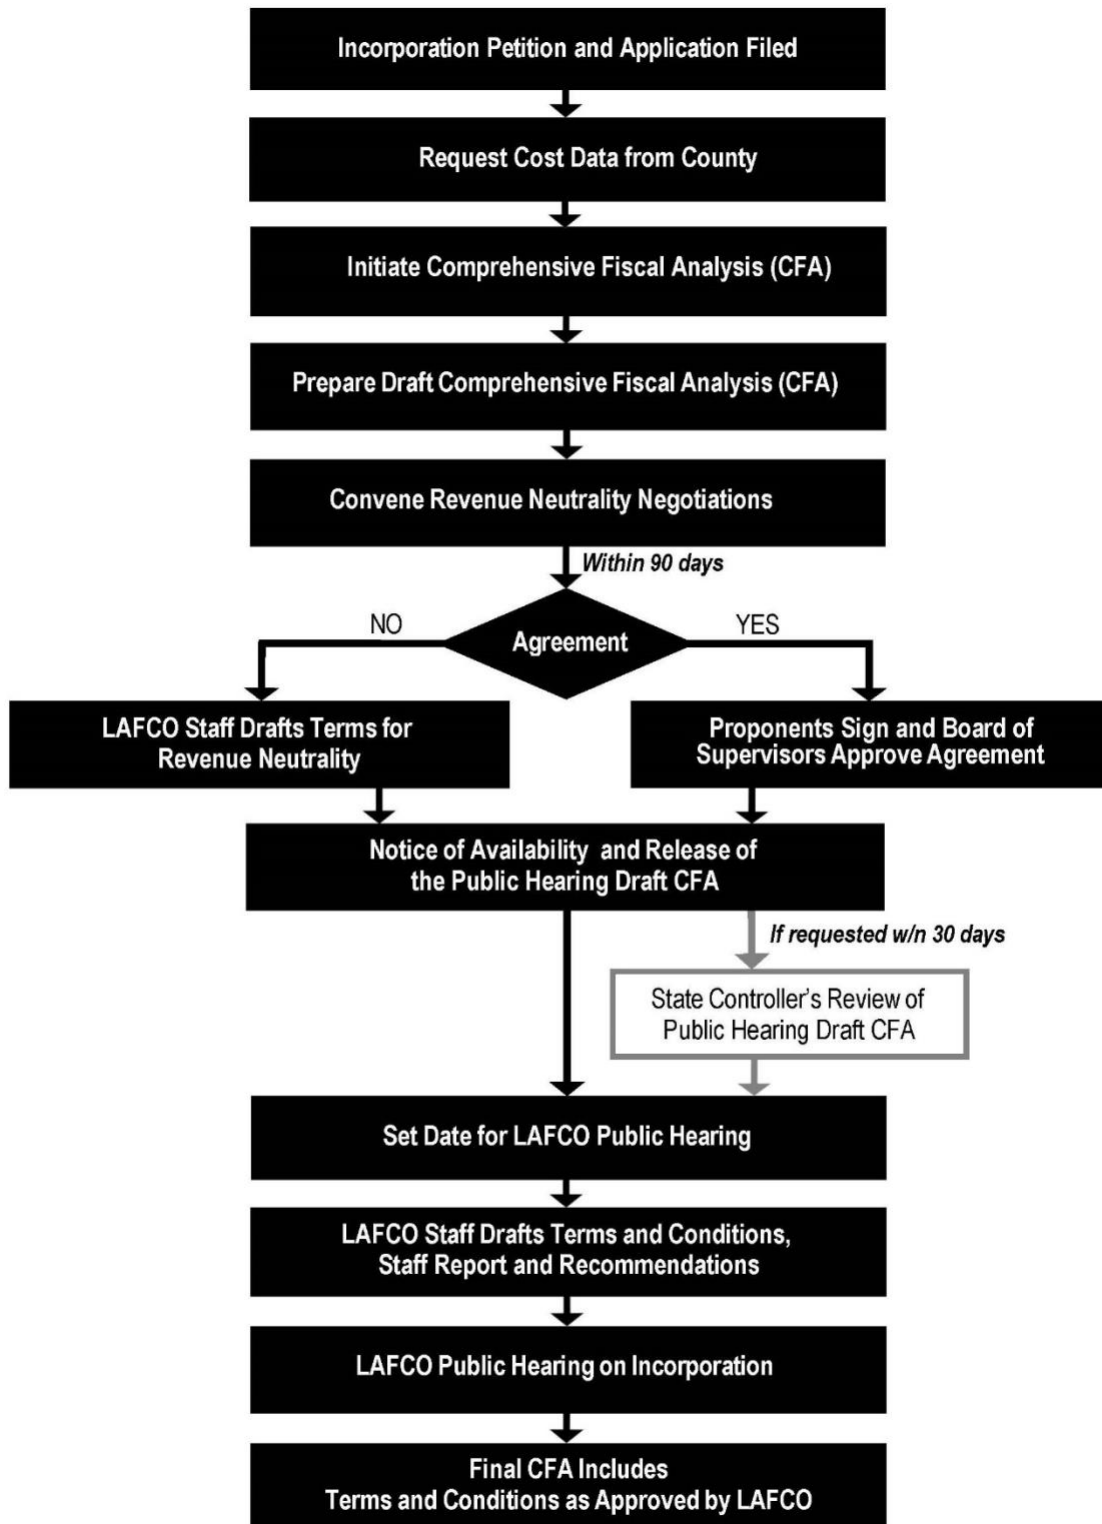 Incorporation Petition and Application Filed
Request Cost Data from County
Initiate Comprehensive Fiscal Analysis (CFA)
Prepare Draft Comprehensive Fiscal Analysis (CFA)
Convene Revenue Neutrality Negotiations
Within 90 days
NO
Agreement
YES
LAFCO Staff Drafts Terms for
Revenue Neutrality
Proponents Sign and Board of
Supervisors Approve Agreement
Notice of Availability and Release of
the Public Hearing Draft CFA
If requested w/n 30 days
State Controller's Review of
Public Hearing Draft CFA
Set Date for LAFCO Public Hearing
LAFCO Staff Drafts Terms and Conditions,
Staff Report and Recommendations
LAFCO Public Hearing on Incorporation
Final CFA Includes
Terms and Conditions as Approved by LAFCO